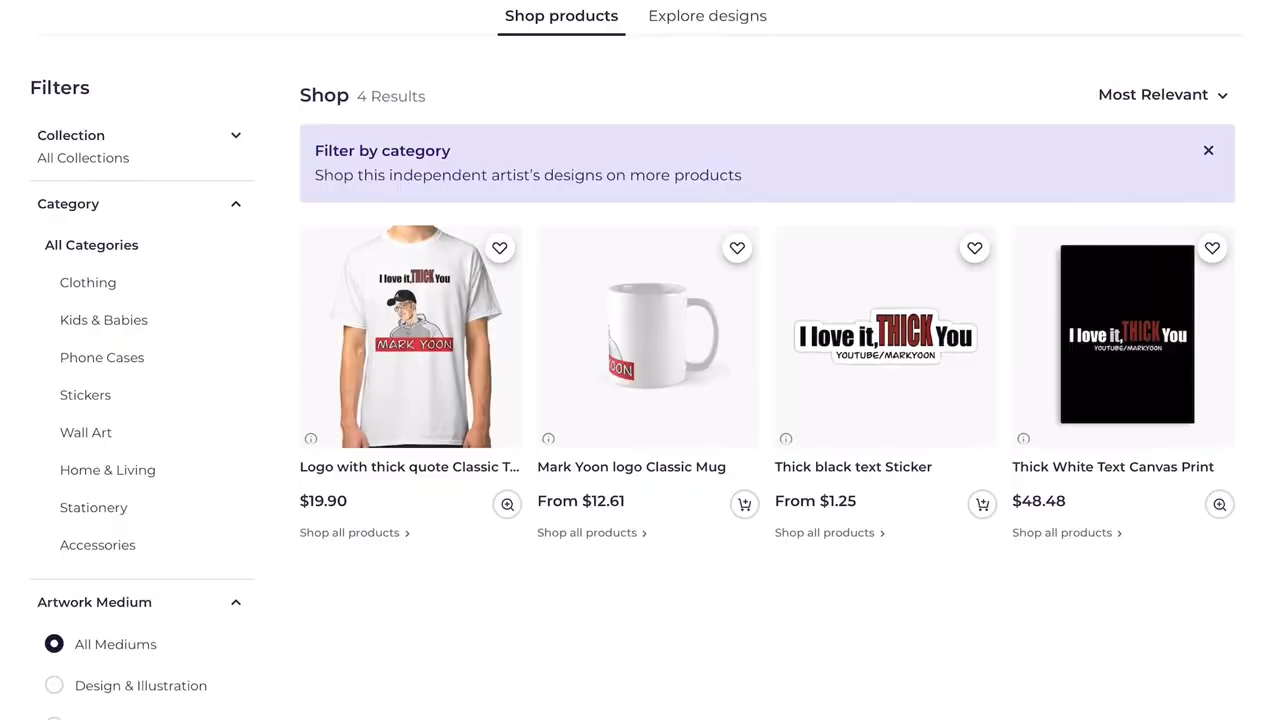 Shop products
Explore designs
Filters
Collection
All Collections
Category
All Categories
Clothing
Kids & Babies
Phone Cases
Stickers
Wall Art
Home & Living
Stationery
Accessories
Artwork Medium
All Mediums
Design & Illustration
Shop 4 Results
Most Relevant
Filter by category
Shop this independent artist's designs on more products
I love it, THICK You
MARK YOON
OON
I love it, THICK You
YOUTUBE/MARKYOON
I love it, THICK You
YOUTUBE/MARKYOON
Logo with thick quote Classic T...
$19.90
Shop all products
Mark Yoon logo Classic Mug
From $12.61
Shop all products
Thick black text Sticker
From $1.25
Shop all products
Thick White Text Canvas Print
$48.48
Shop all products